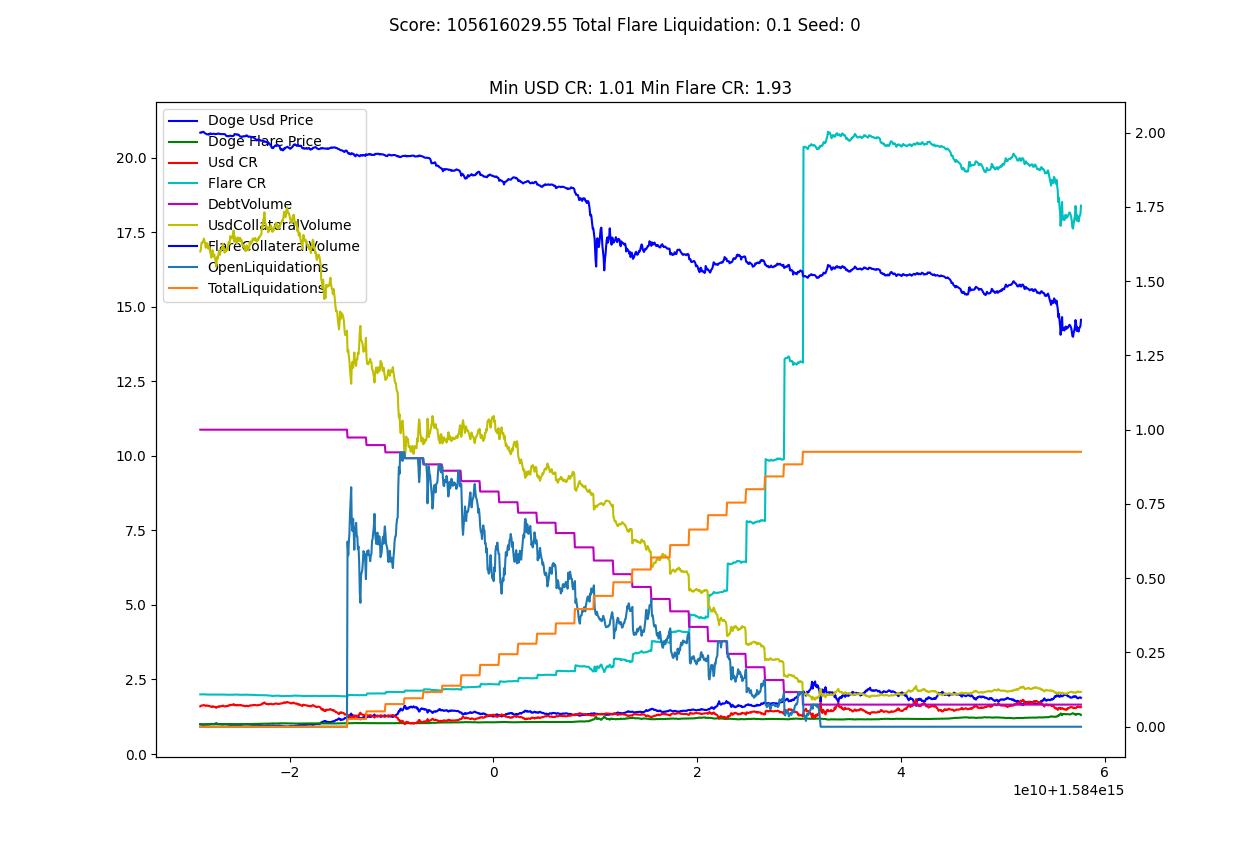 Score: 105616029.55 Total Flare Liquidation: 0.1 Seed: 0
Min USD CR: 1.01 Min Flare CR: 1.93
Doge Usd Price
Doge Flare Price
Usd CR
Flare CR
DebtVolume
UsdCollateralVolume
FlareCollateralVolume
OpenLiquidations
TotalLiquidations
20.0
17.5
15.0
12.5
10.0
7.5
5.0
2.5
0.0
2.00
1.75
1.50
1.25
1.00
0.75
0.50
0.25
0.00
−2
0
2
4
6
1e10+1.584e15